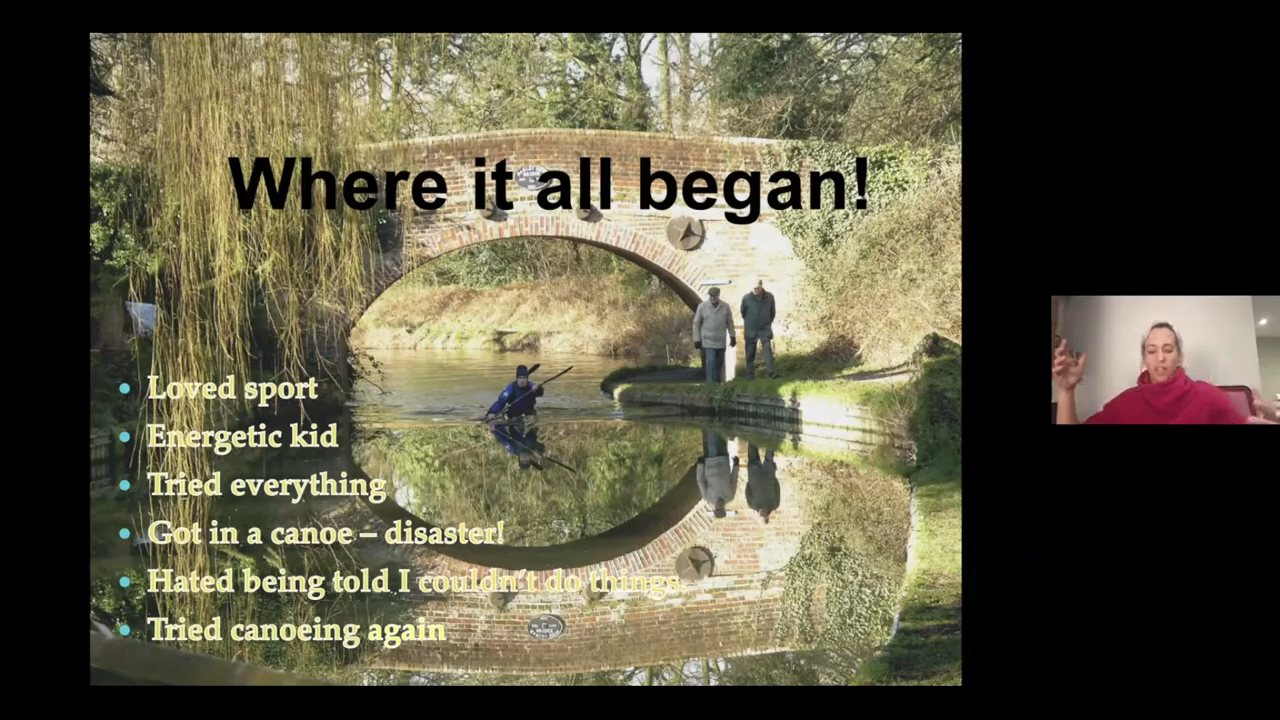 Where it all began!
Loved sport
Energetic kid
Tried everything
Got in a canoe – disaster!
Hated being told I couldn't do things.
Tried canoeing again